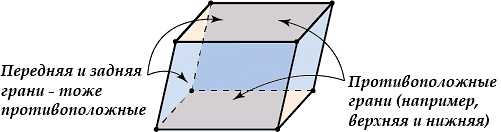 Передняя и задняя
грани - тоже
противоположные
Противоположные
грани (например,
верхняя и нижняя)